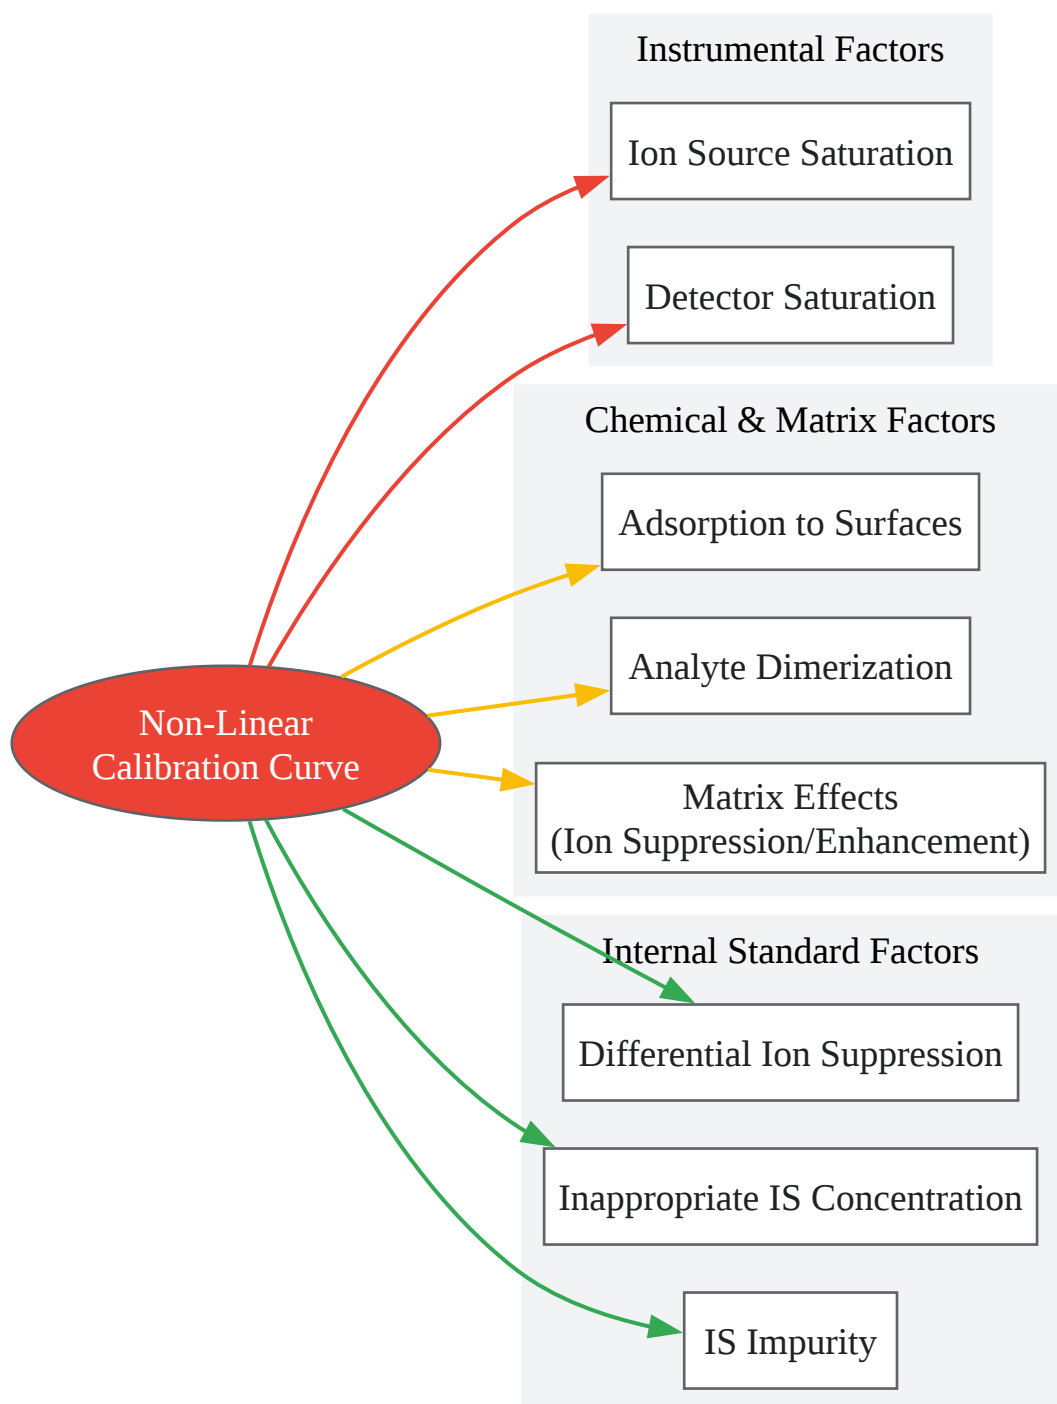 Instrumental Factors
Ion Source Saturation
Detector Saturation
Chemical & Matrix Factors
Adsorption to Surfaces
Analyte Dimerization
Non-Linear
Calibration Curve
Matrix Effects
(Ion Suppression/Enhancement)
Internal Standard Factors
Differential Ion Suppression
Inappropriate IS Concentration
IS Impurity